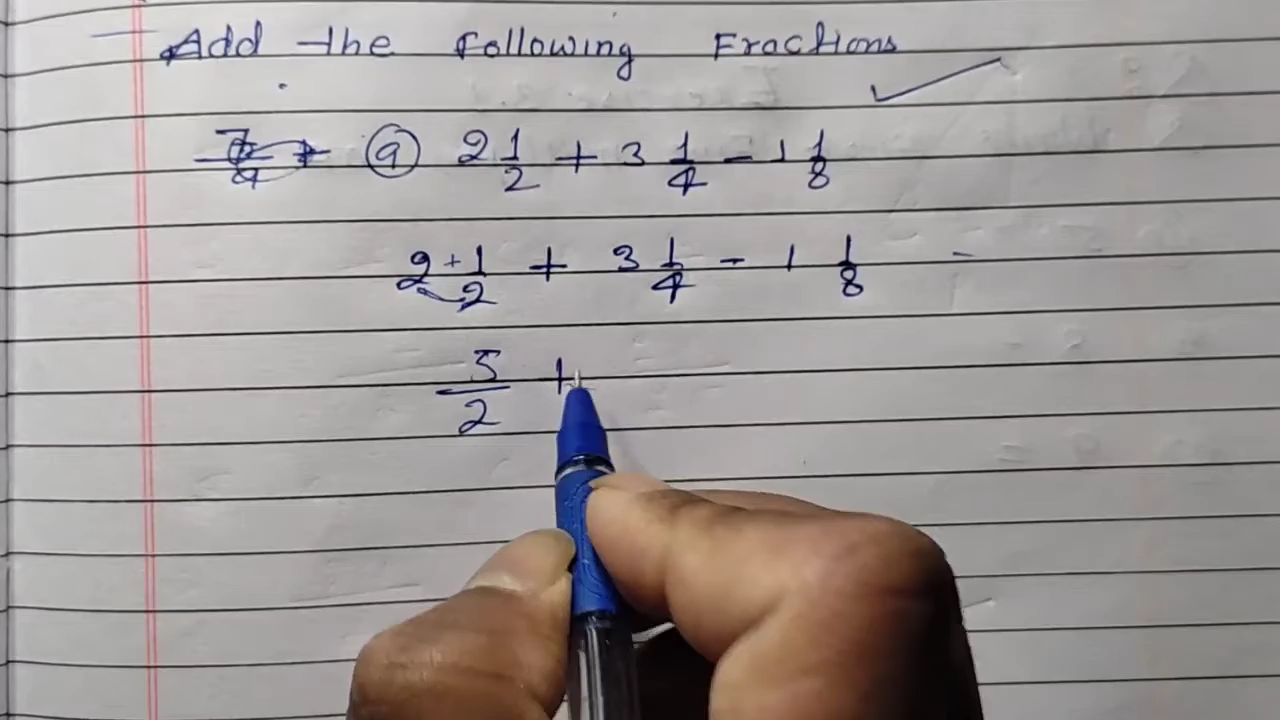 Add the Following Fractions
(a) 2 1/2 + 3 1/4 - 1 1/8
2 + 1/2 + 3 1/4 - 1 1/8 -
5/2 +